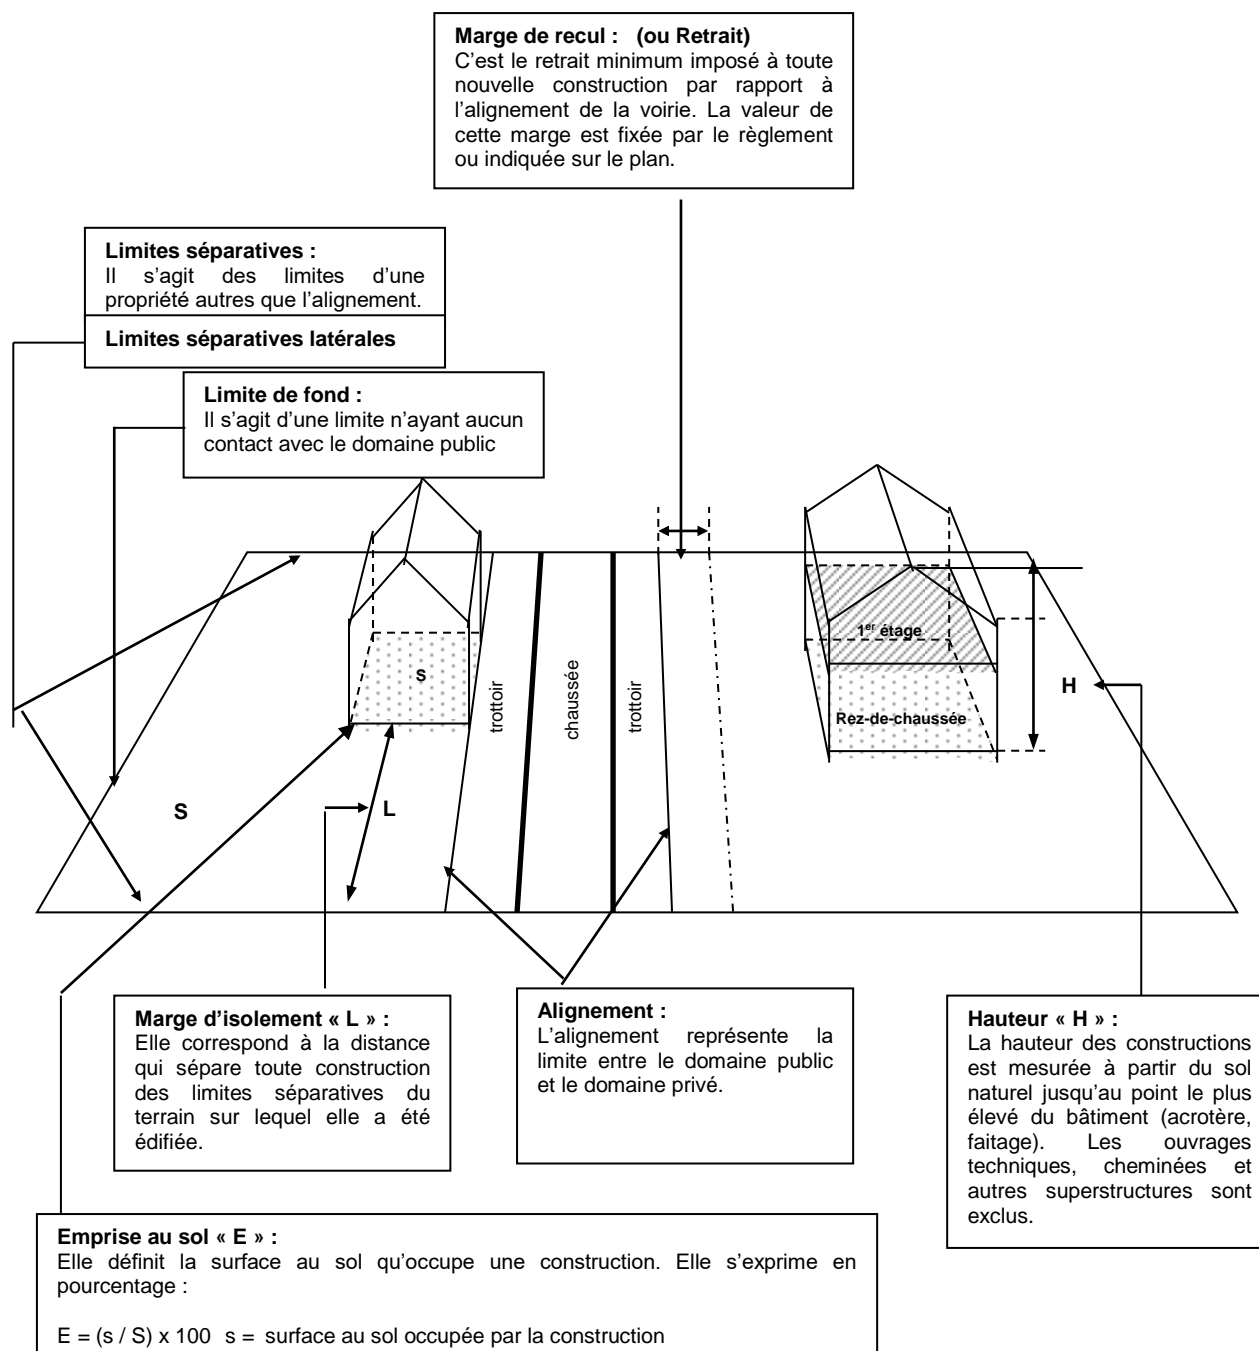 Marge de recul : (ou Retrait)
C’est le retrait minimum imposé à toute
nouvelle construction par rapport à
l’alignement de la voirie. La valeur de
cette marge est fixée par le règlement
ou indiquée sur le plan.
Limites séparatives :
Il s’agit des limites d’une
propriété autres que l’alignement.
Limites séparatives latérales
Limite de fond :
Il s’agit d’une limite n’ayant aucun
contact avec le domaine public
1er étage
S
H
trottoir
chaussée
trottoir
Rez-de-chaussée
S
L
Marge d’isolement « L » :
Elle correspond à la distance
qui sépare toute construction
des limites séparatives du
terrain sur lequel elle a été
édifiée.
Alignement :
L’alignement représente la
limite entre le domaine public
et le domaine privé.
Hauteur « H » :
La hauteur des constructions
est mesurée à partir du sol
naturel jusqu’au point le plus
élevé du bâtiment (acrotère,
faitage). Les ouvrages
techniques, cheminées et
autres superstructures sont
exclus.
Emprise au sol « E » :
Elle définit la surface au sol qu’occupe une construction. Elle s’exprime en
pourcentage :
E = (s / S) x 100 s = surface au sol occupée par la construction